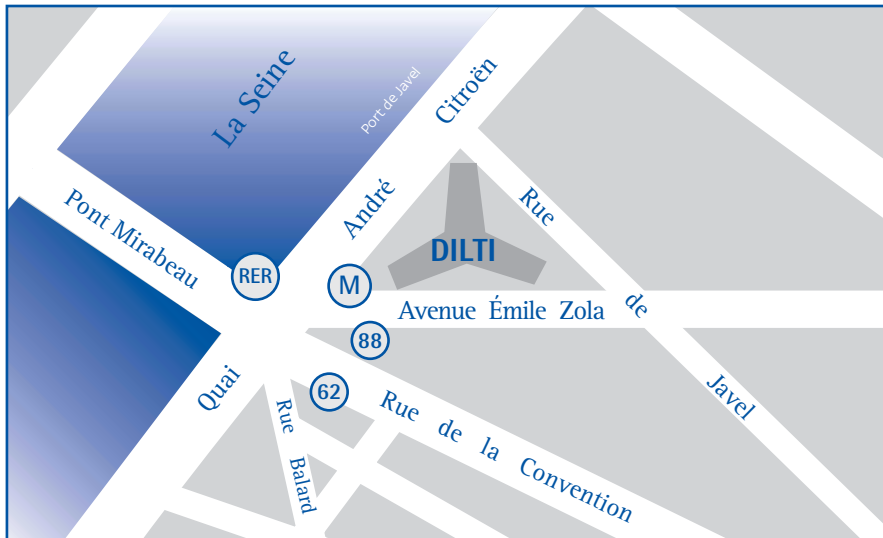 La Seine
Port de Javel
Quai André Citroën
Pont Mirabeau
RER
M
DILTI
Rue de Javel
Avenue Émile Zola
88
62
Rue de la Convention
Rue Balard